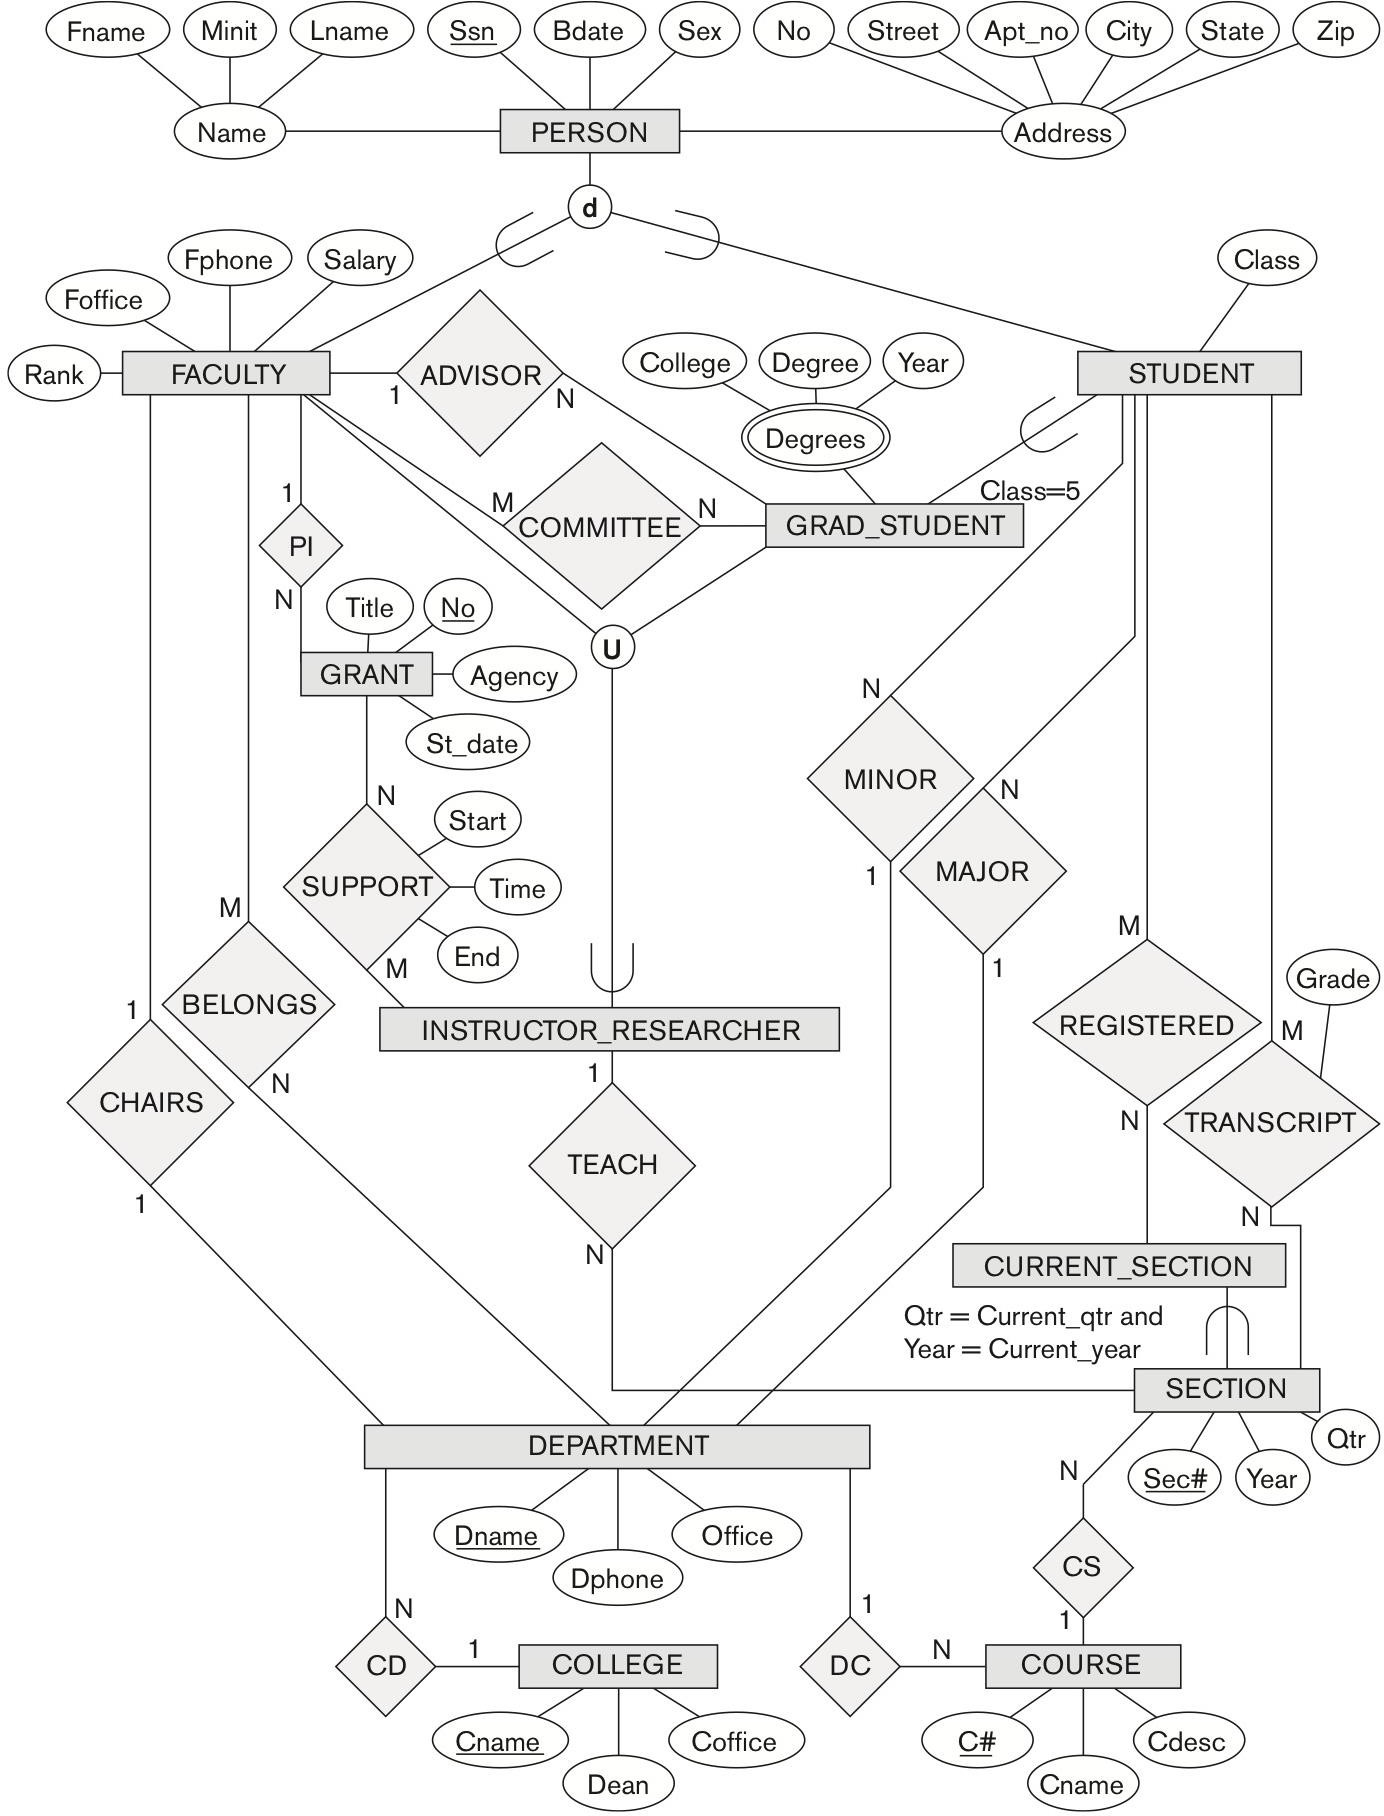 Fname
Minit
Lname
Ssn
Bdate
Sex
No
Street
Apt_no
City
State
Zip
Name
PERSON
Address
d
Fphone
Salary
Class
Foffice
Rank
FACULTY
1
ADVISOR
N
College
Degree
Year
STUDENT
Degrees
Class=5
1
M
COMMITTEE
N
GRAD_STUDENT
PI
N
Title
No
U
GRANT
Agency
St_date
N
MINOR
N
N
Start
1
MAJOR
SUPPORT
Time
M
End
M
M
1
Grade
1
BELONGS
INSTRUCTOR_RESEARCHER
REGISTERED
M
1
N
CHAIRS
N
TRANSCRIPT
TEACH
1
N
N
CURRENT_SECTION
Qtr = Current_qtr and
Year = Current_year
SECTION
DEPARTMENT
Qtr
N
Sec#
Year
Dname
Office
Dphone
CS
N
1
1
CD
1
COLLEGE
DC
N
COURSE
Cname
Coffice
C#
Cdesc
Dean
Cname